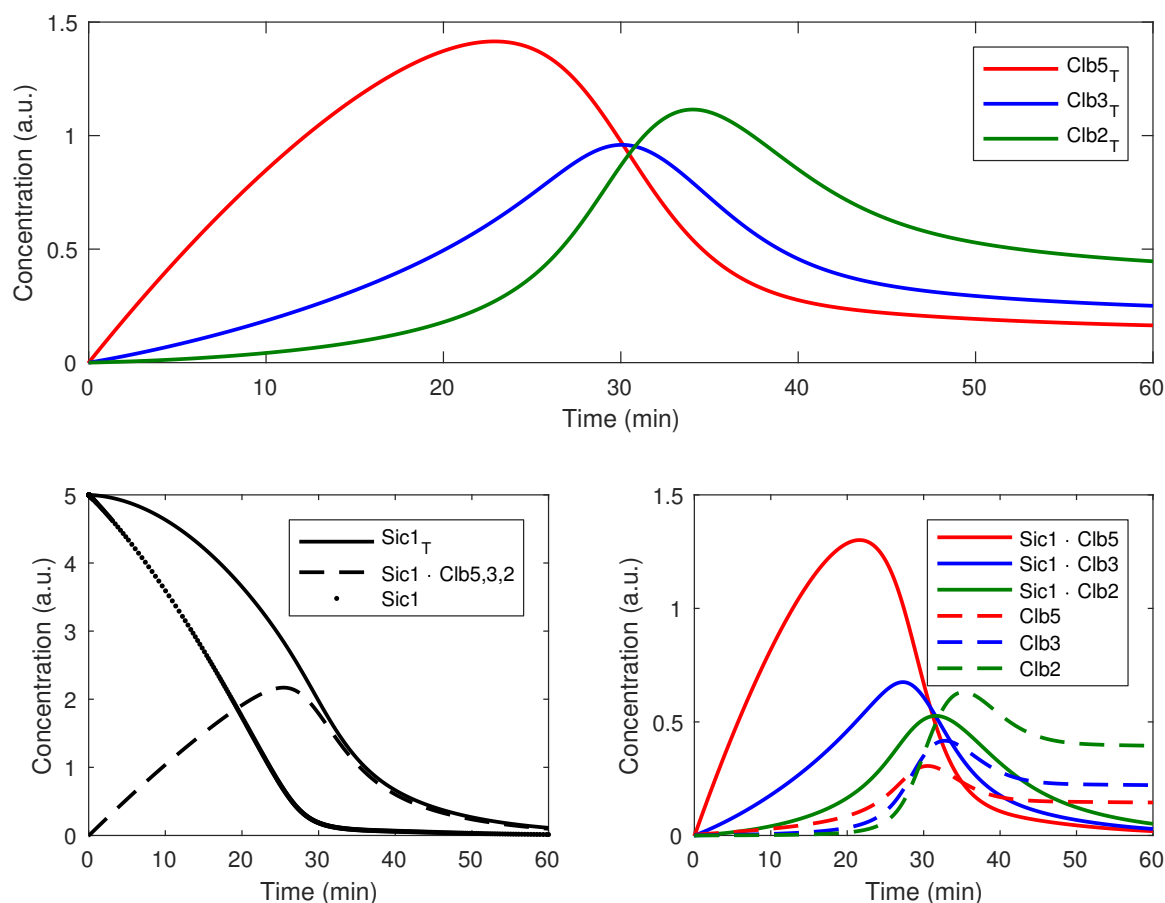 Concentration (a.u.)
1.5
1
0.5
0
0 10 20 30 40 50 60
Time (min)
Clb5T
Clb3T
Clb2T
Concentration (a.u.)
5
4
3
2
1
0
0 10 20 30 40 50 60
Time (min)
Sic1T
Sic1 · Clb5,3,2
Sic1
Concentration (a.u.)
1.5
1
0.5
0
0 10 20 30 40 50 60
Time (min)
Sic1 · Clb5
Sic1 · Clb3
Sic1 · Clb2
Clb5
Clb3
Clb2